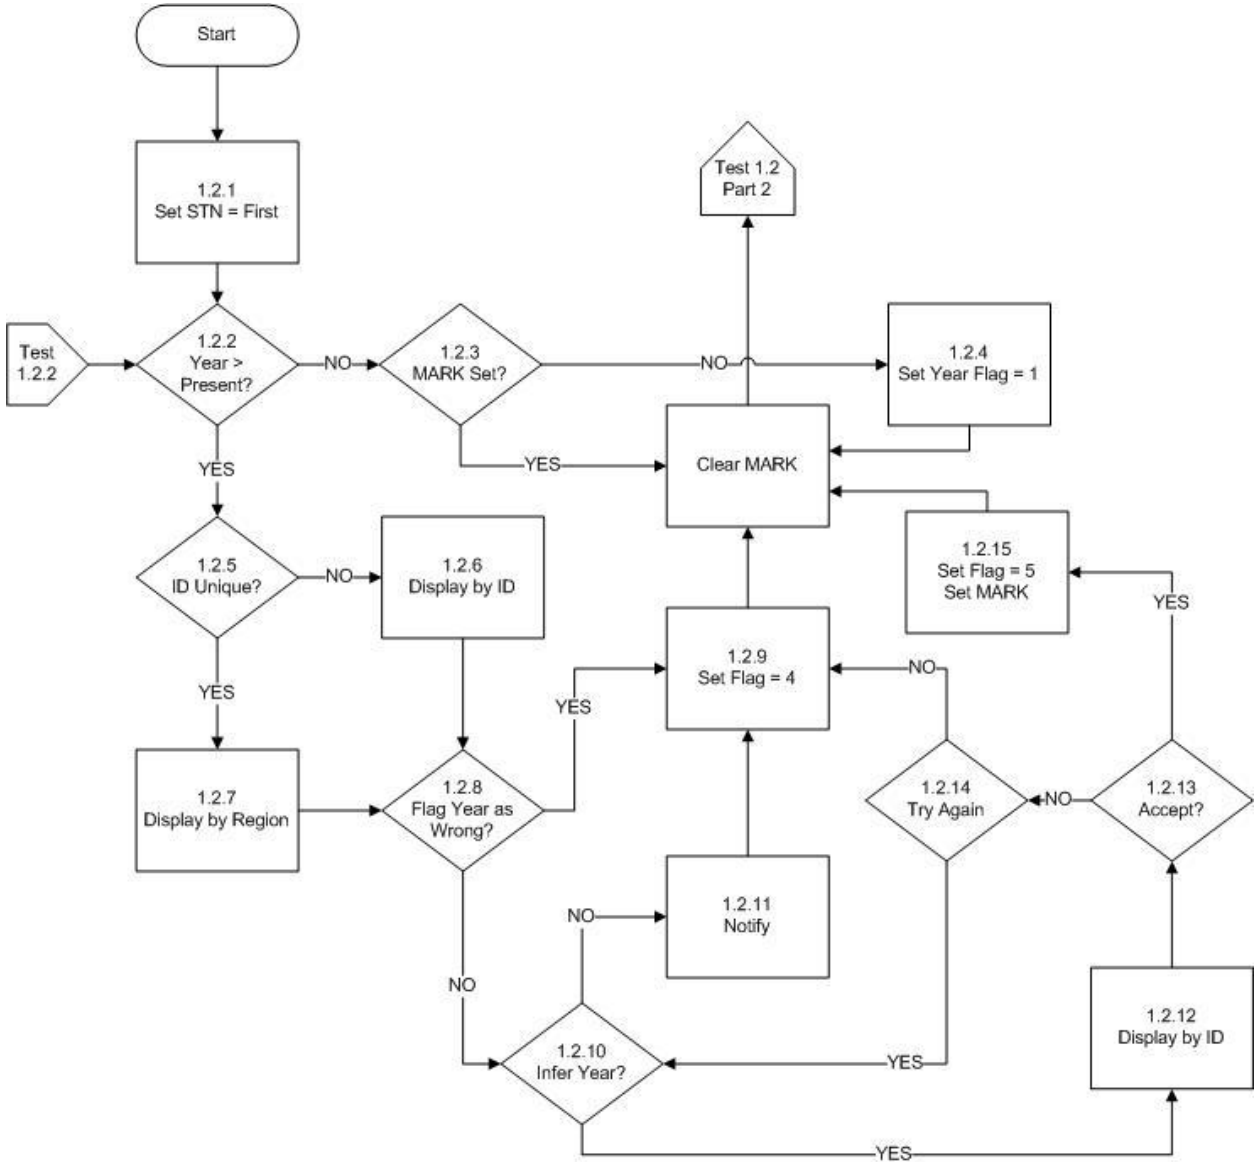 Start
1.2.1
Set STN = First
Test 1.2
Part 2
Test
1.2.2
1.2.2
Year >
Present?
NO
1.2.3
MARK Set?
NO
1.2.4
Set Year Flag = 1
YES
YES
Clear MARK
1.2.5
ID Unique?
NO
1.2.6
Display by ID
1.2.15
Set Flag = 5
Set MARK
YES
YES
1.2.9
Set Flag = 4
NO
YES
1.2.7
Display by Region
1.2.8
Flag Year as
Wrong?
1.2.14
Try Again
NO
1.2.13
Accept?
NO
1.2.11
Notify
NO
1.2.10
Infer Year?
YES
1.2.12
Display by ID
YES